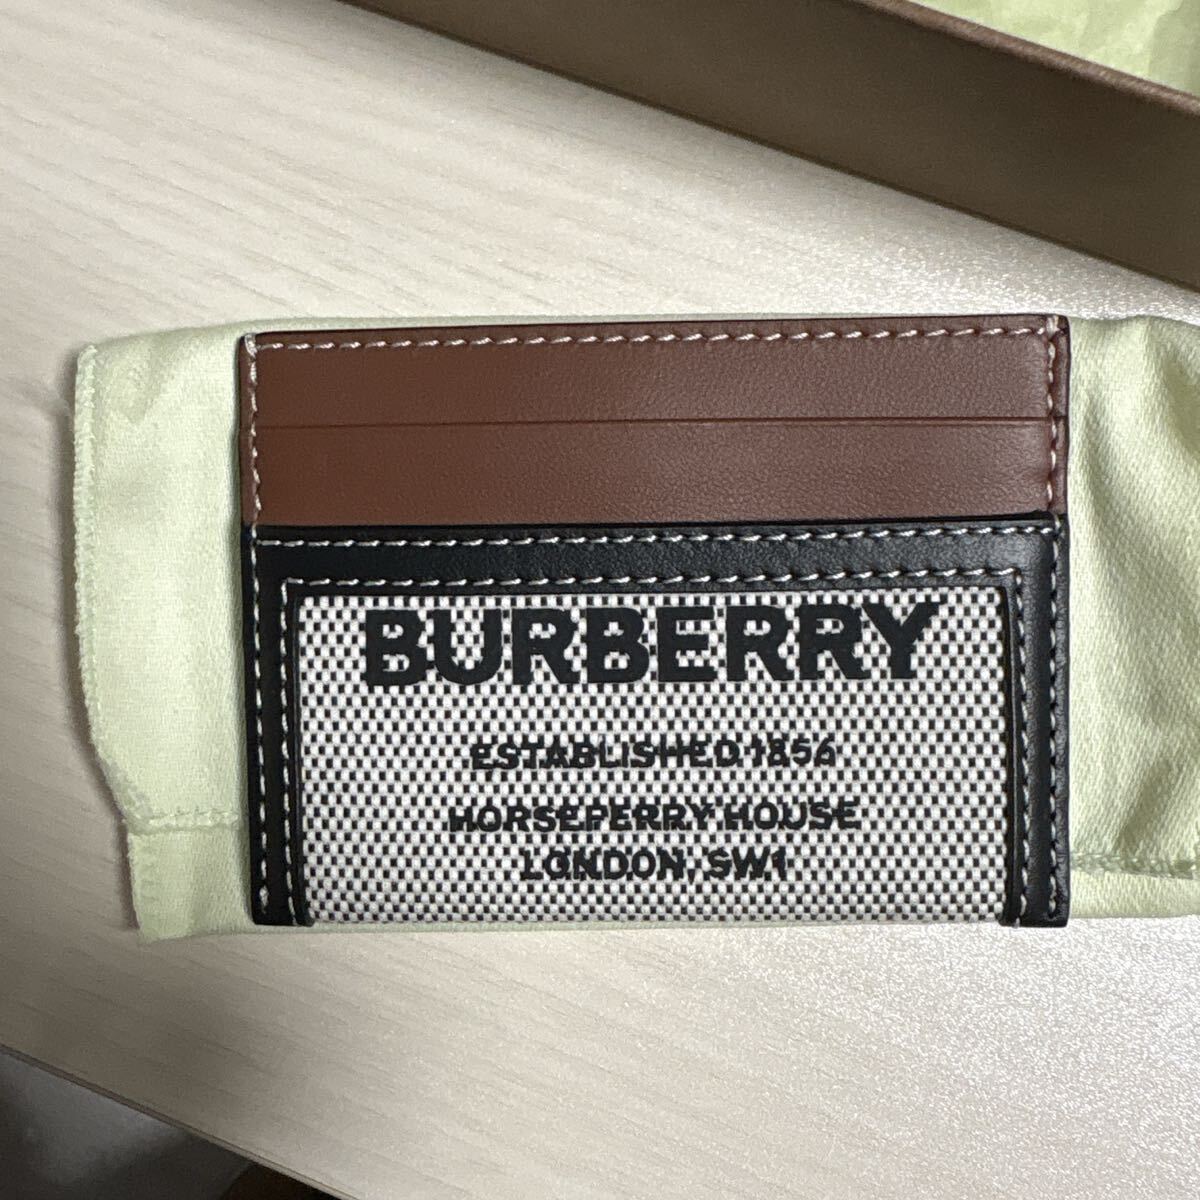 BURBERRY
ESTABLISHED 1856
HORSEFERRY HOUSE
LONDON, SW1